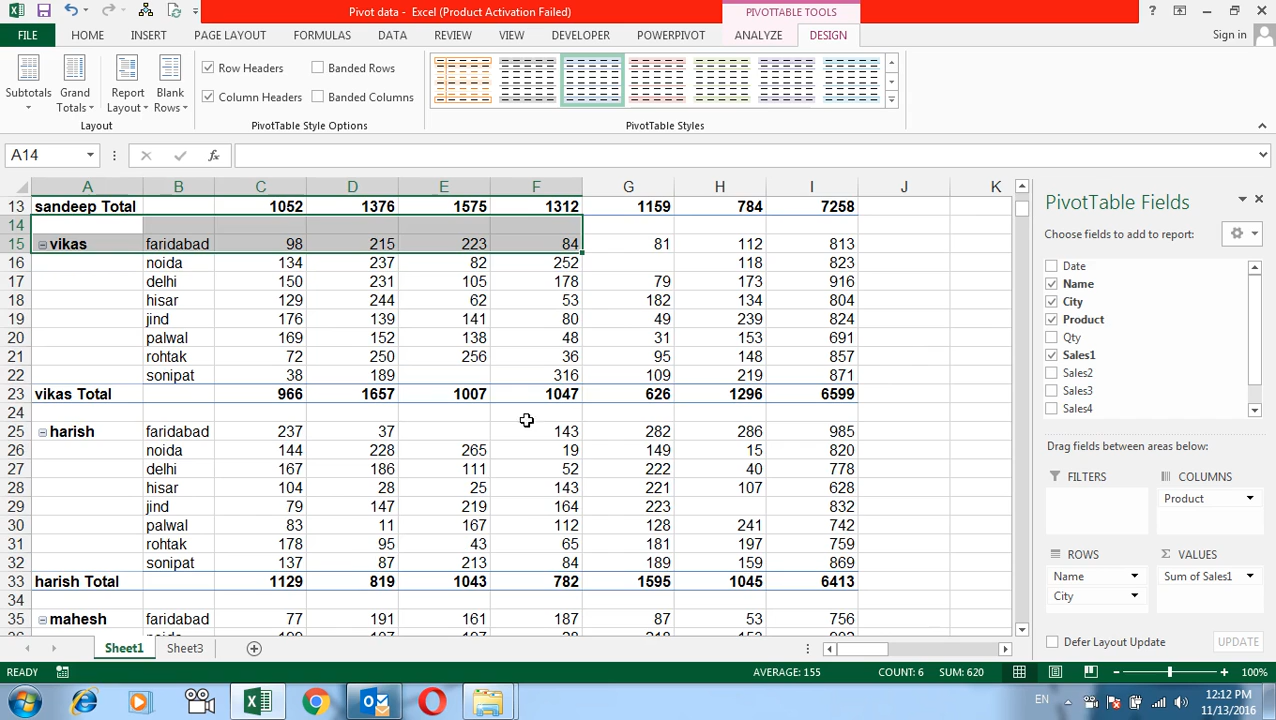 Pivot data - Excel (Product Activation Failed)
PIVOTTABLE TOOLS
FILE HOME INSERT PAGE LAYOUT FORMULAS DATA REVIEW VIEW DEVELOPER POWERPIVOT ANALYZE DESIGN Sign in
Subtotals Grand Totals Report Layout Blank Rows
Row Headers Banded Rows
Column Headers Banded Columns
Layout PivotTable Style Options PivotTable Styles
A14 fx
A B C D E F G H I J K
13 sandeep Total 1052 1376 1575 1312 1159 784 7258
14
15 vikas faridabad 98 215 223 84 81 112 813
16 noida 134 237 82 252 118 823
17 delhi 150 231 105 178 79 173 916
18 hisar 129 244 62 53 182 134 804
19 jind 176 139 141 80 49 239 824
20 palwal 169 152 138 48 31 153 691
21 rohtak 72 250 256 36 95 148 857
22 sonipat 38 189 316 109 219 871
23 vikas Total 966 1657 1007 1047 626 1296 6599
24
25 harish faridabad 237 37 143 282 286 985
26 noida 144 228 265 19 149 15 820
27 delhi 167 186 111 52 222 40 778
28 hisar 104 28 25 143 221 107 628
29 jind 79 147 219 164 223 832
30 palwal 83 11 167 112 128 241 742
31 rohtak 178 95 43 65 181 197 759
32 sonipat 137 87 213 84 189 159 869
33 harish Total 1129 819 1043 782 1595 1045 6413
34
35 mahesh faridabad 77 191 161 187 87 53 756
PivotTable Fields
Choose fields to add to report:
Date
Name
City
Product
Qty
Sales1
Sales2
Sales3
Sales4
Drag fields between areas below:
FILTERS COLUMNS
Product
ROWS Σ VALUES
Name Sum of Sales1
City
Defer Layout Update UPDATE
Sheet1 Sheet3
READY AVERAGE: 155 COUNT: 6 SUM: 620 100%
EN 12:12 PM
11/13/2016